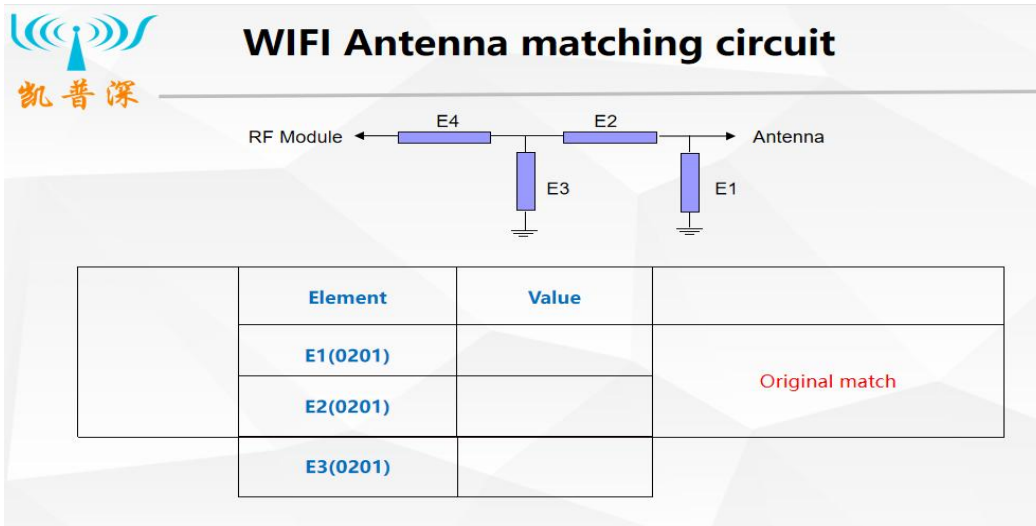 WIFI Antenna matching circuit
凯普深
RF Module
E4
E2
Antenna
E3
E1
Element
Value
E1(0201)
Original match
E2(0201)
E3(0201)